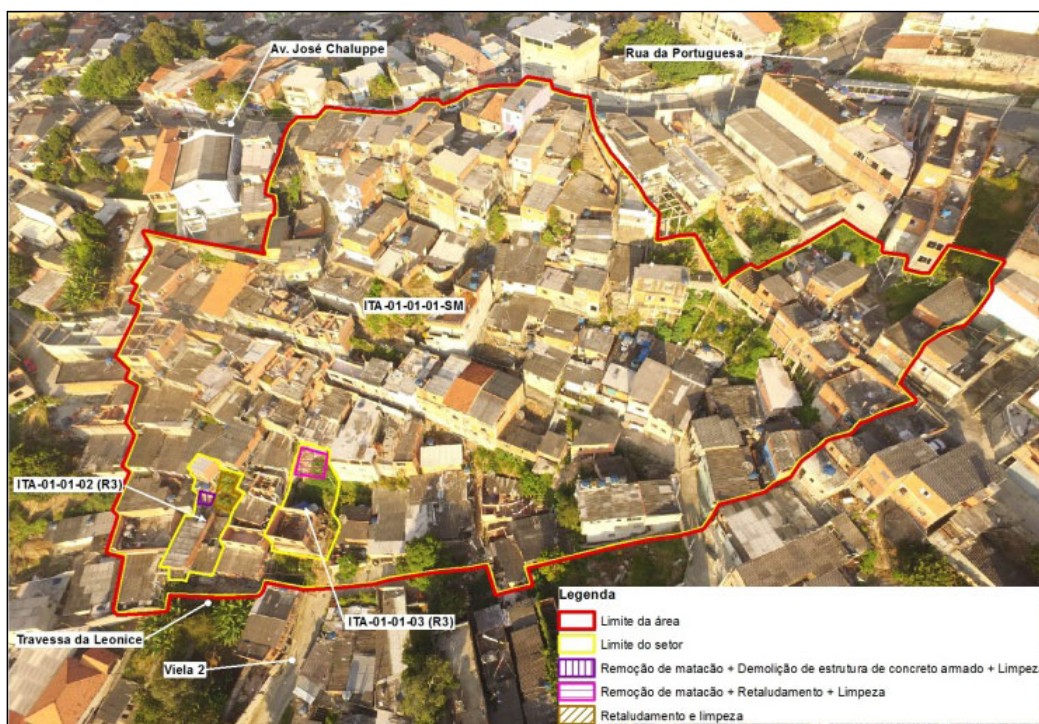 Av. José Chaluppe
Rua da Portuguesa
ITA-01-01-01-SM
ITA-01-01-02 (R3)
ITA-01-01-03 (R3)
Travessa da Leonice
Viela 2
Legenda
Limite da área
Limite do setor
Remoção de matacão + Demolição de estrutura de concreto armado + Limpeza
Remoção de matacão + Retaludamento + Limpeza
Retaludamento e limpeza